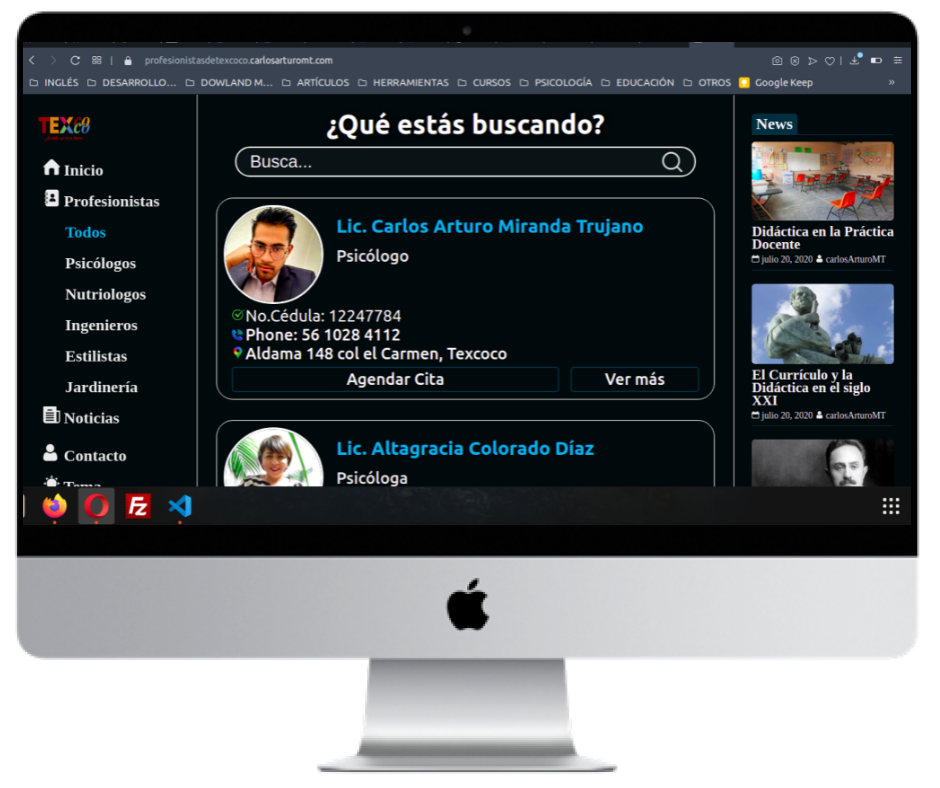 profesionistasdetexcoco.carlosarturomt.com
INGLÉS DESARROLLO... DOWLAND M... ARTÍCULOS HERRAMIENTAS CURSOS PSICOLOGÍA EDUCACIÓN OTROS Google Keep »
TEXCO
Inicio
Profesionistas
Todos
Psicólogos
Nutriologos
Ingenieros
Estilistas
Jardinería
Noticias
Contacto
Tema
¿Qué estás buscando?
Busca...
Lic. Carlos Arturo Miranda Trujano
Psicólogo
No.Cédula: 12247784
Phone: 56 1028 4112
Aldama 148 col el Carmen, Texcoco
Agendar Cita Ver más
Lic. Altagracia Colorado Díaz
Psicóloga
News
Didáctica en la Práctica
Docente
julio 20, 2020 carlosArturoMT
El Currículo y la
Didáctica en el siglo
XXI
julio 20, 2020 carlosArturoMT
FZ